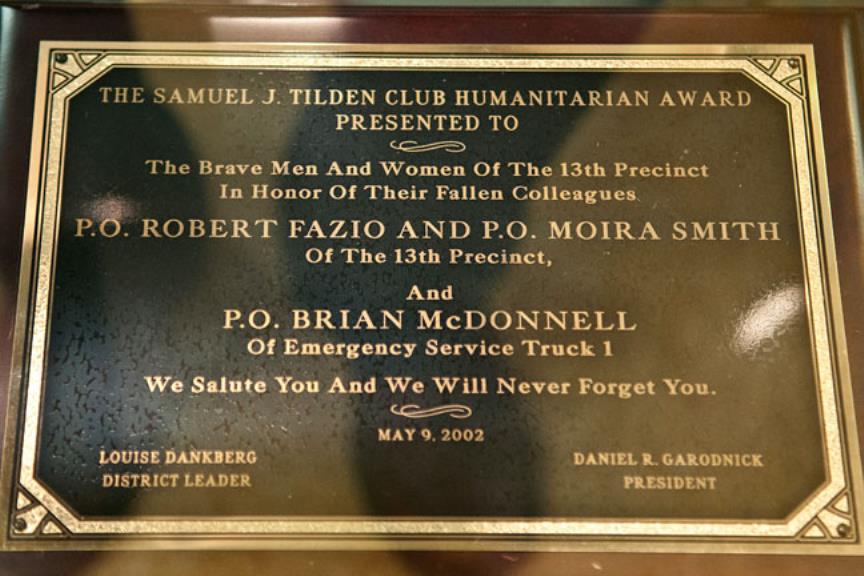 THE SAMUEL J. TILDEN CLUB HUMANITARIAN AWARD
PRESENTED TO
The Brave Men And Women Of The 13th Precinct
In Honor Of Their Fallen Colleagues
P.O. ROBERT FAZIO AND P.O. MOIRA SMITH
Of The 13th Precinct,
And
P.O. BRIAN McDONNELL
Of Emergency Service Truck 1
We Salute You And We Will Never Forget You.
MAY 9, 2002
LOUISE DANKBERG
DISTRICT LEADER
DANIEL R. GARODNICK
PRESIDENT